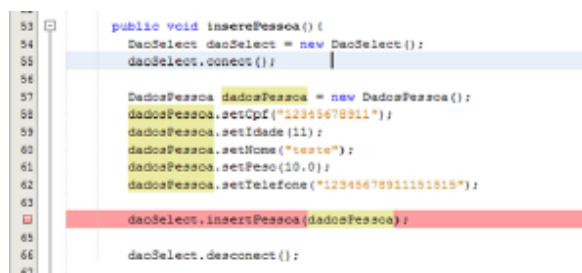 53 public void inserePessoa(){
54 DaoSelect daoSelect = new DaoSelect();
55 daoSelect.conect();
56
57 DadosPessoa dadosPessoa = new DadosPessoa();
58 dadosPessoa.setCpf("12345678911");
59 dadosPessoa.setIdade(11);
60 dadosPessoa.setNome("teste");
61 dadosPessoa.setPeso(10.0);
62 dadosPessoa.setTelefone("12345678911151515");
63
daoSelect.insertPessoa(dadosPessoa);
65
66 daoSelect.desconect();
67